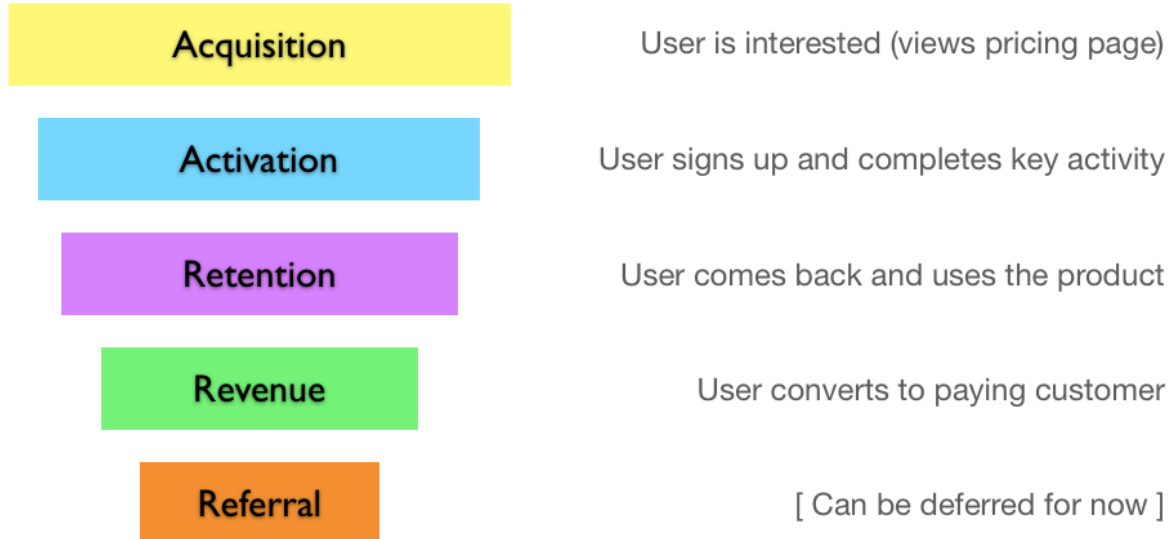 Acquisition
User is interested (views pricing page)
Activation
User signs up and completes key activity
Retention
User comes back and uses the product
Revenue
User converts to paying customer
Referral
[ Can be deferred for now ]